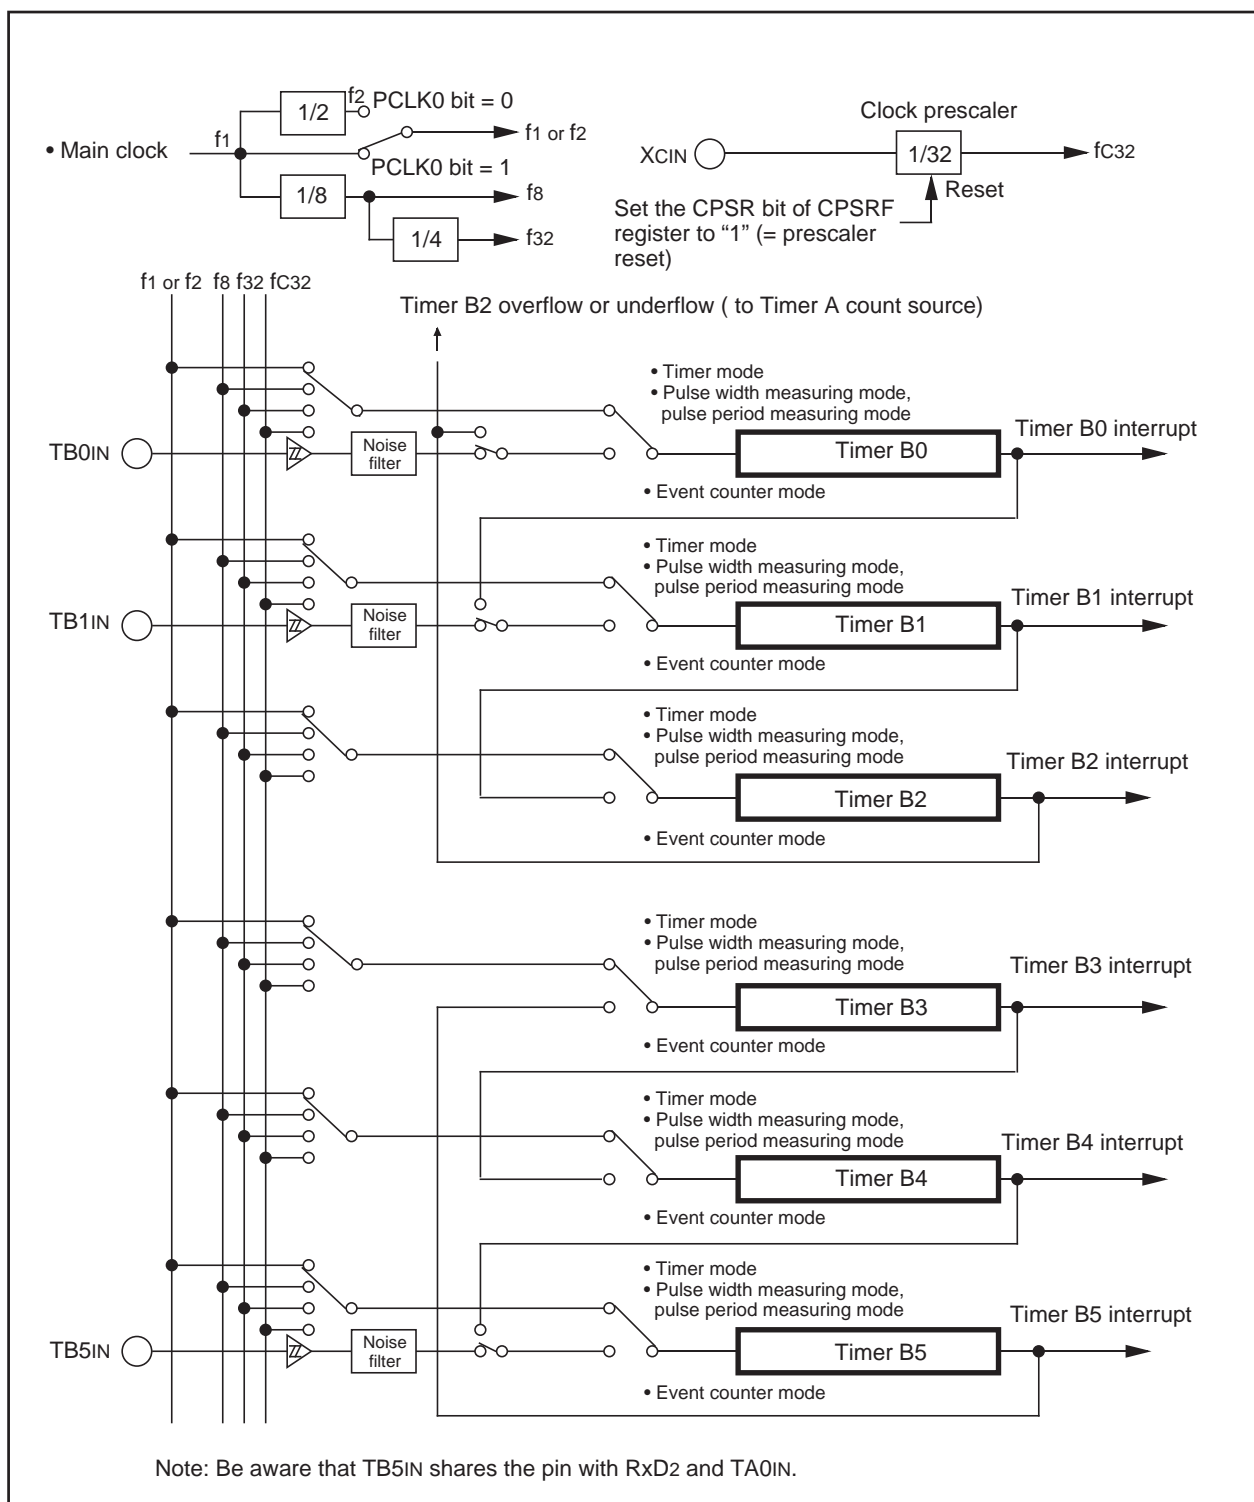 f2 PCLK0 bit = 0
1/2
• Main clock
f1
f1 or f2
PCLK0 bit = 1
1/8
f8
1/4
f32
Clock prescaler
XCIN
1/32
fC32
Reset
Set the CPSR bit of CPSRF
register to “1” (= prescaler
reset)
f1 or f2 f8 f32 fC32
Timer B2 overflow or underflow ( to Timer A count source)
• Timer mode
• Pulse width measuring mode,
pulse period measuring mode
TB0IN
Noise
filter
Timer B0
Timer B0 interrupt
• Event counter mode
• Timer mode
• Pulse width measuring mode,
pulse period measuring mode
TB1IN
Noise
filter
Timer B1
Timer B1 interrupt
• Event counter mode
• Timer mode
• Pulse width measuring mode,
pulse period measuring mode
Timer B2
Timer B2 interrupt
• Event counter mode
• Timer mode
• Pulse width measuring mode,
pulse period measuring mode
Timer B3
Timer B3 interrupt
• Event counter mode
• Timer mode
• Pulse width measuring mode,
pulse period measuring mode
Timer B4
Timer B4 interrupt
• Event counter mode
• Timer mode
• Pulse width measuring mode,
pulse period measuring mode
TB5IN
Noise
filter
Timer B5
Timer B5 interrupt
• Event counter mode
Note: Be aware that TB5IN shares the pin with RxD2 and TA0IN.